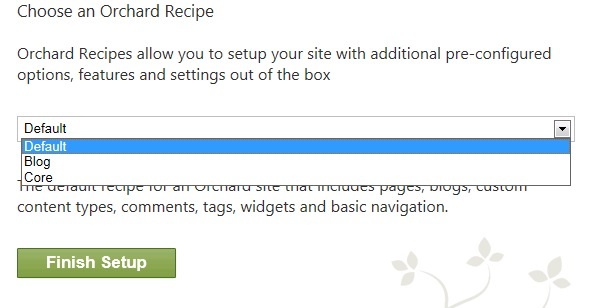 Choose an Orchard Recipe
Orchard Recipes allow you to setup your site with additional pre-configured
options, features and settings out of the box
Default
Default
Blog
Core
The default recipe for an Orchard site that includes pages, blogs, custom
content types, comments, tags, widgets and basic navigation.
Finish Setup